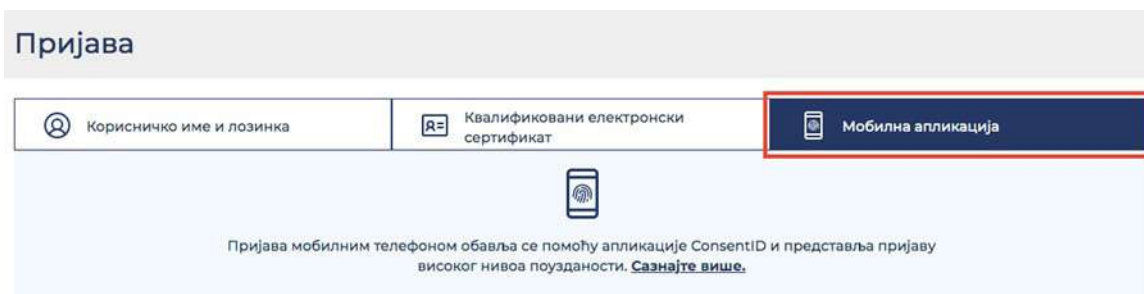 Пријава
Корисничко име и лозинка
Квалификовани електронски
сертификат
Мобилна апликација
Пријава мобилним телефоном обавља се помоћу апликације ConsentID и представља пријаву
високог нивоа поузданости. Сазнајте више.